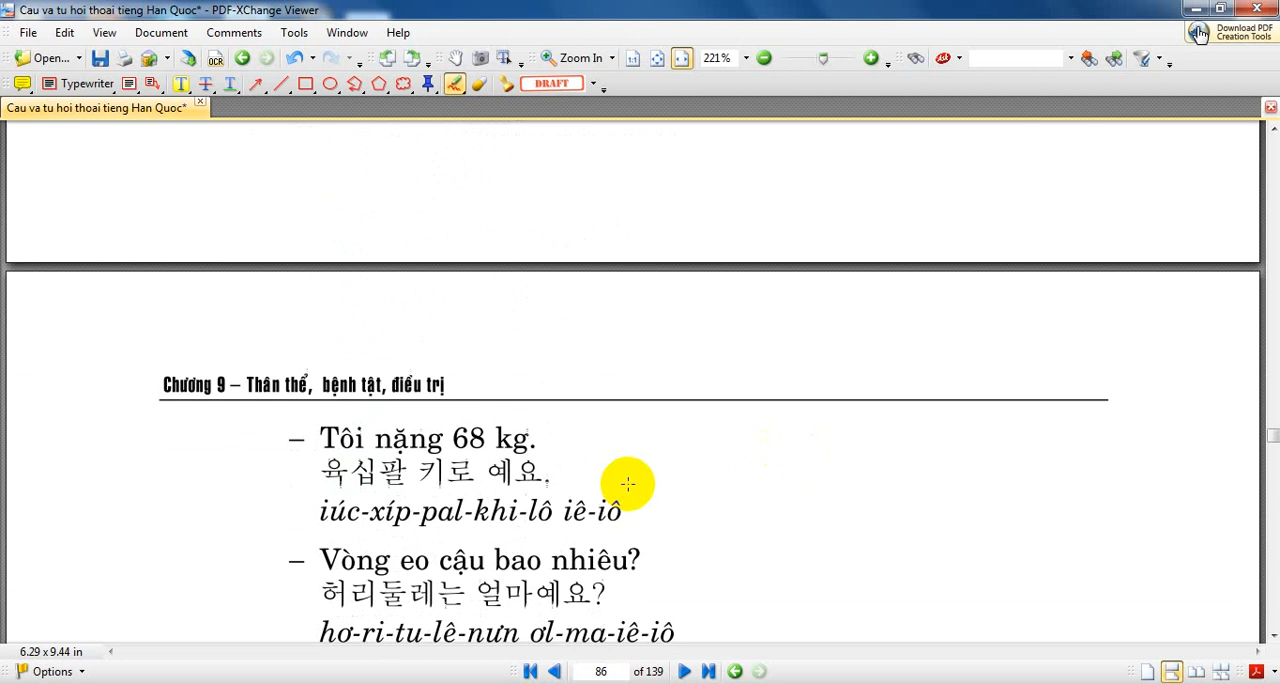 Cau va tu hoi thoai tieng Han Quoc* - PDF-XChange Viewer
File Edit View Document Comments Tools Window Help
Download PDF
Creation Tools
Open... OCR Zoom In 221%
Typewriter DRAFT
Cau va tu hoi thoai tieng Han Quoc*
Chương 9 – Thân thể, bệnh tật, điều trị
– Tôi nặng 68 kg.
육십팔 키로 예요.
iúc-xíp-pal-khi-lô iê-iô
– Vòng eo cậu bao nhiêu?
허리둘레는 얼마예요?
hơ-ri-tu-lê-nưn ơl-ma-iê-iô
6.29 x 9.44 in
Options 86 of 139